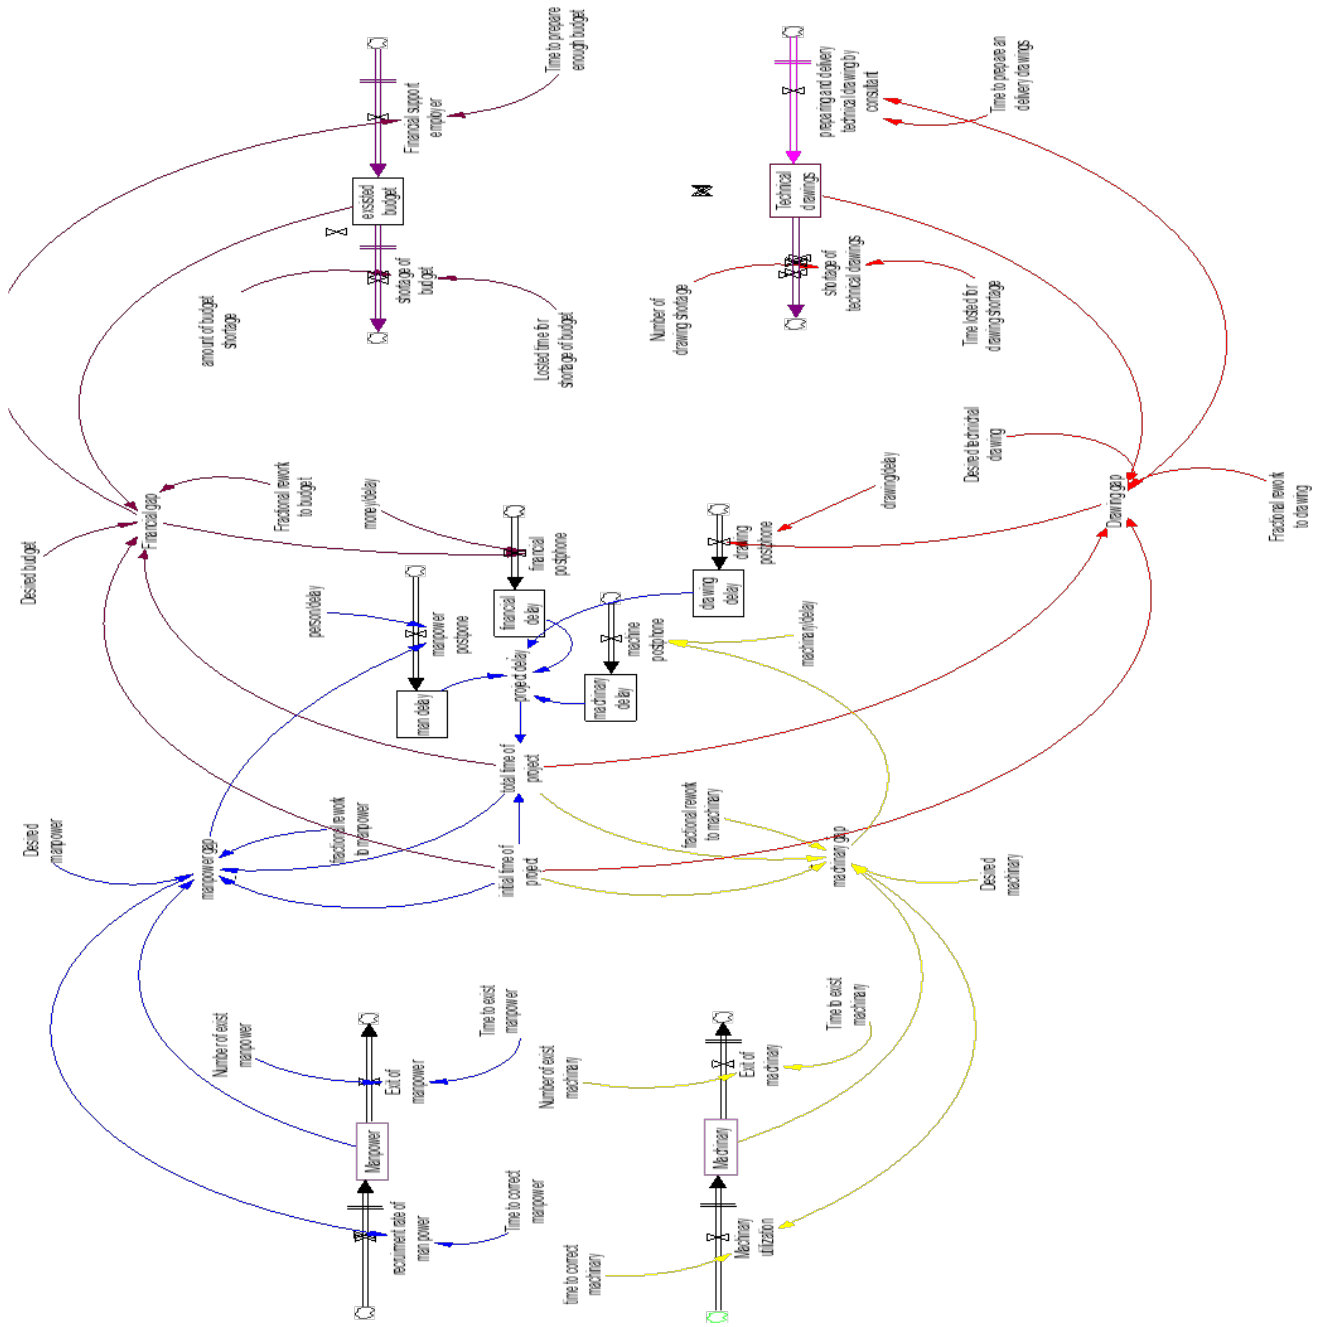 Time to prepare
enough budget
Financial support
employer
exsisted
budget
shortage of
budget
amount of budget
shortage
Losted time for
shortage of budget
preparing and delivery
technical drawing by
consultant
Time to prepare an
delivery drawings
Technical
drawings
shortage of
technical drawings
Number of
drawing shortage
Time losted for
drawing shortage
Desired budget
Financial gap
Fractional rework
to budget
money/delay
financial
postphone
financial
delay
person/delay
manpower
postpone
man delay
project delay
machine
postphone
machinary
delay
machinary/delay
drawing
postphone
drawing
delay
drawing/delay
Desired technichal
drawing
Drawing gap
Fractional rework
to drawing
total time of
project
initial time of
project
Desired
manpower
manpower gap
fractional rework
to manpower
fractional rework
to machinary
machinary gap
Desired
machinary
Number of exist
manpower
Time to exist
manpower
Exit of
manpower
Manpower
recruiment rate of
man power
Time to correct
manpower
Number of exist
machinary
Time to exist
machinary
Exit of
machinary
Machinary
Machinary
utilization
time to correct
machinary